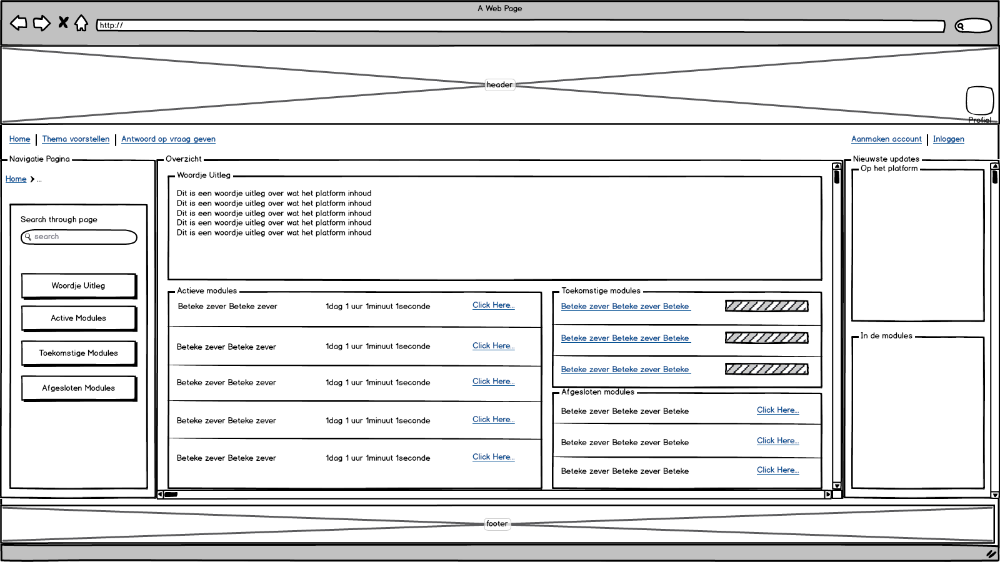 A Web Page
http://
header
Profiel
Home
Thema voorstellen
Antwoord op vraag geven
Aanmaken account
Inloggen
Navigatie Pagina
Home
...
Search through page
search
Woordje Uitleg
Active Modules
Toekomstige Modules
Afgesloten Modules
Overzicht
Woordje Uitleg
Dit is een woordje uitleg over wat het platform inhoud
Dit is een woordje uitleg over wat het platform inhoud
Dit is een woordje uitleg over wat het platform inhoud
Dit is een woordje uitleg over wat het platform inhoud
Dit is een woordje uitleg over wat het platform inhoud
Actieve modules
Beteke zever Beteke zever 1dag 1 uur 1minuut 1seconde Click Here...
Beteke zever Beteke zever 1dag 1 uur 1minuut 1seconde Click Here...
Beteke zever Beteke zever 1dag 1 uur 1minuut 1seconde Click Here...
Beteke zever Beteke zever 1dag 1 uur 1minuut 1seconde Click Here...
Beteke zever Beteke zever 1dag 1 uur 1minuut 1seconde Click Here...
Toekomstige modules
Beteke zever Beteke zever Beteke
Beteke zever Beteke zever Beteke
Beteke zever Beteke zever Beteke
Afgesloten modules
Beteke zever Beteke zever Beteke Click Here...
Beteke zever Beteke zever Beteke Click Here...
Beteke zever Beteke zever Beteke Click Here...
Nieuwste updates
Op het platform
In de modules
footer